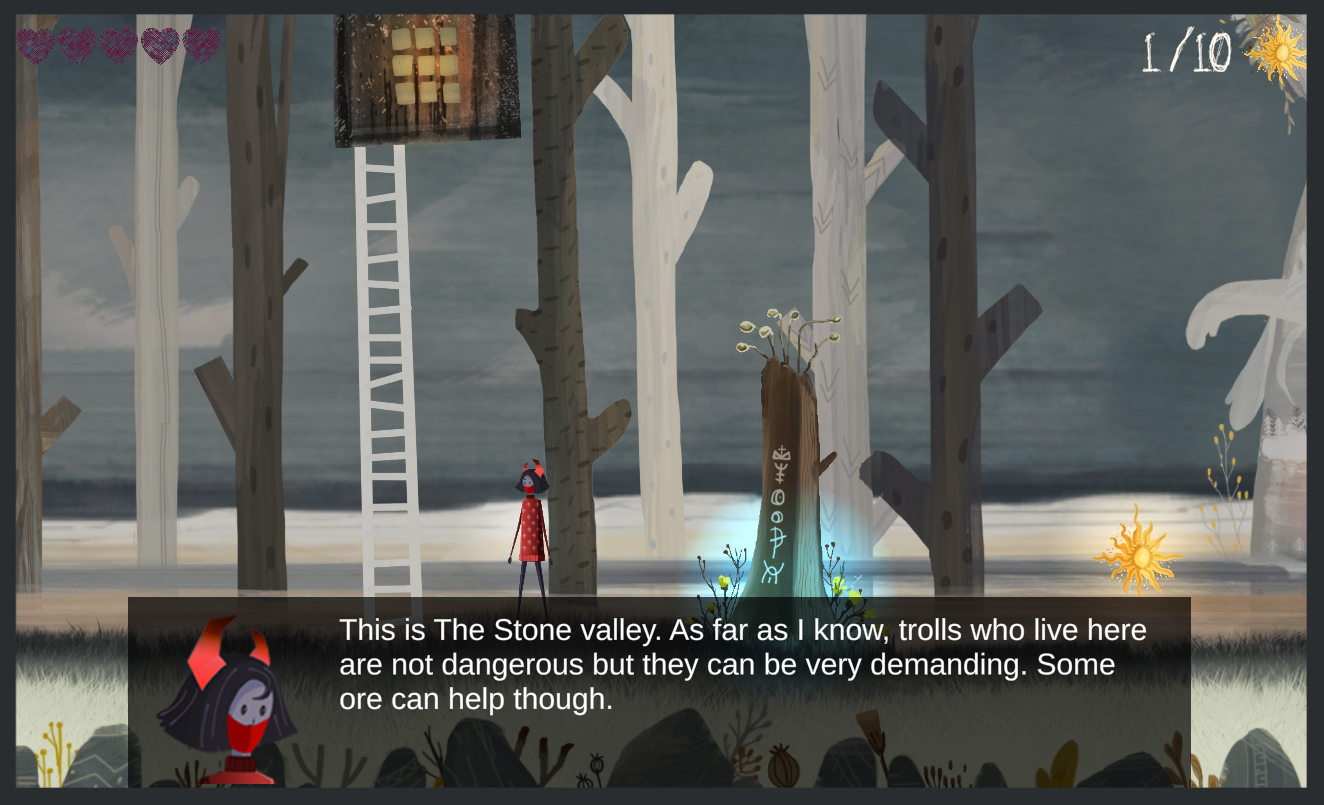 1/10
This is The Stone valley. As far as I know, trolls who live here
are not dangerous but they can be very demanding. Some
ore can help though.